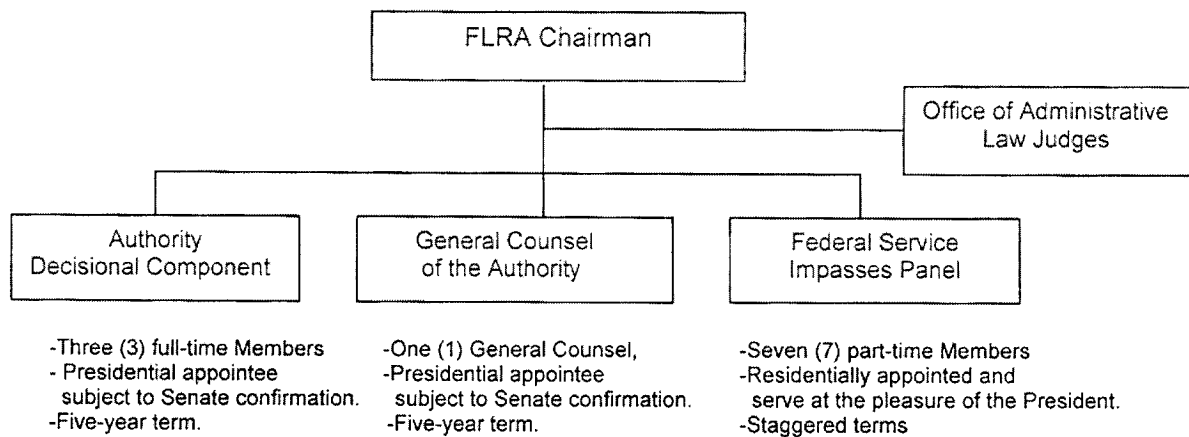 FLRA Chairman
Office of Administrative
Law Judges
Authority
Decisional Component
General Counsel
of the Authority
Federal Service
Impasses Panel
-Three (3) full-time Members
- Presidential appointee
subject to Senate confirmation.
-Five-year term.
-One (1) General Counsel,
-Presidential appointee
subject to Senate confirmation.
-Five-year term.
-Seven (7) part-time Members
-Residentially appointed and
serve at the pleasure of the President.
-Staggered terms